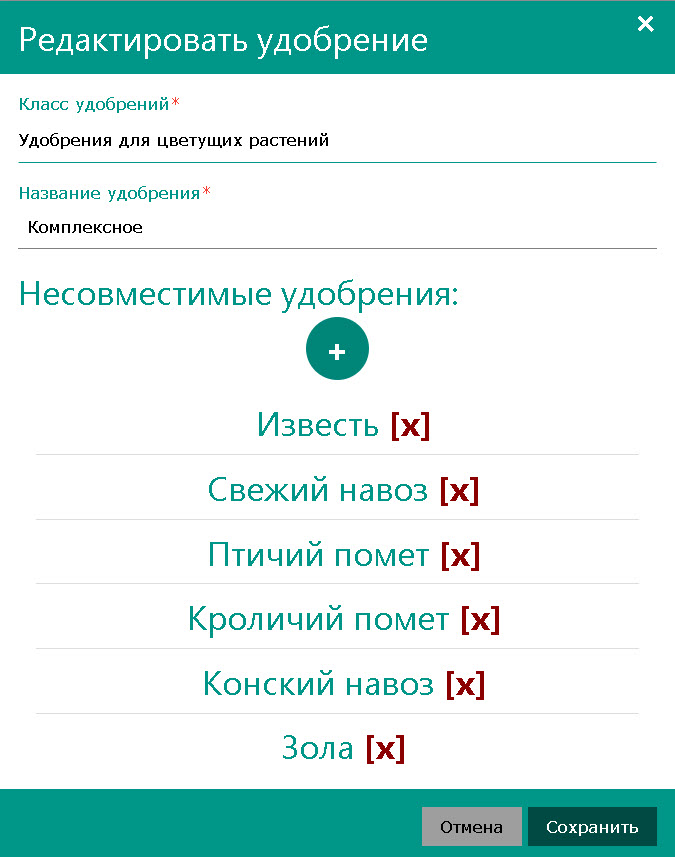 Редактировать удобрение
×
Класс удобрений*
Удобрения для цветущих растений
Название удобрения*
Комплексное
Несовместимые удобрения:
+
Известь [x]
Свежий навоз [x]
Птичий помет [x]
Кроличий помет [x]
Конский навоз [x]
Зола [x]
Отмена Сохранить